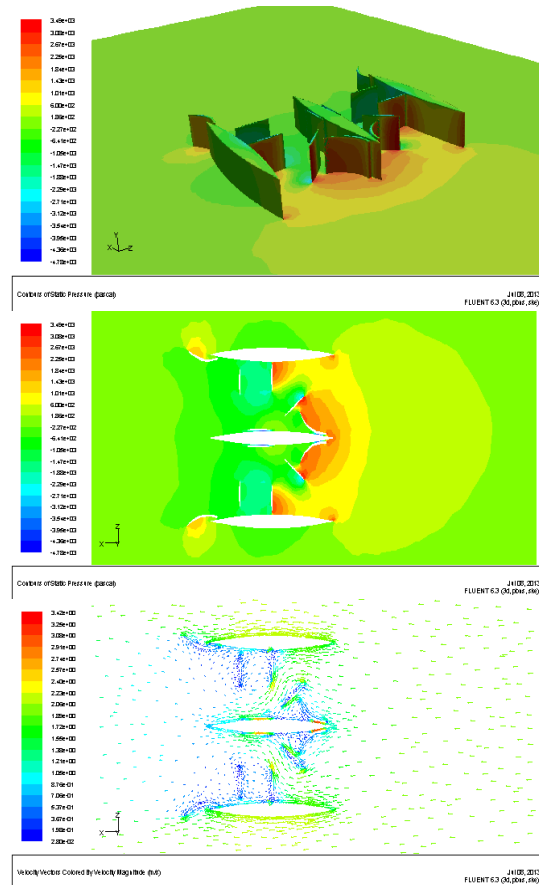 3.49e+03
3.08e+03
2.67e+03
2.25e+03
1.84e+03
1.43e+03
1.01e+03
6.00e+02
1.86e+02
-2.27e+02
-6.41e+02
-1.05e+03
-1.47e+03
-1.88e+03
-2.29e+03
-2.71e+03
-3.12e+03
-3.54e+03
-3.95e+03
-4.36e+03
-4.78e+03
Y
X Z
Contours of Static Pressure (pascal)
Jul 08, 2013
FLUENT 6.3 (3d, pbns, ske)
3.49e+03
3.08e+03
2.67e+03
2.25e+03
1.84e+03
1.43e+03
1.01e+03
6.00e+02
1.86e+02
-2.27e+02
-6.41e+02
-1.05e+03
-1.47e+03
-1.88e+03
-2.29e+03
-2.71e+03
-3.12e+03
-3.54e+03
-3.95e+03
-4.36e+03
-4.78e+03
Z
X Y
Contours of Static Pressure (pascal)
Jul 08, 2013
FLUENT 6.3 (3d, pbns, ske)
3.42e+00
3.25e+00
3.08e+00
2.91e+00
2.74e+00
2.57e+00
2.40e+00
2.23e+00
2.06e+00
1.89e+00
1.72e+00
1.55e+00
1.38e+00
1.21e+00
1.05e+00
8.76e-01
7.06e-01
5.37e-01
3.67e-01
1.98e-01
2.80e-02
Z
X Y
Velocity Vectors Colored By Velocity Magnitude (m/s)
Jul 08, 2013
FLUENT 6.3 (3d, pbns, ske)